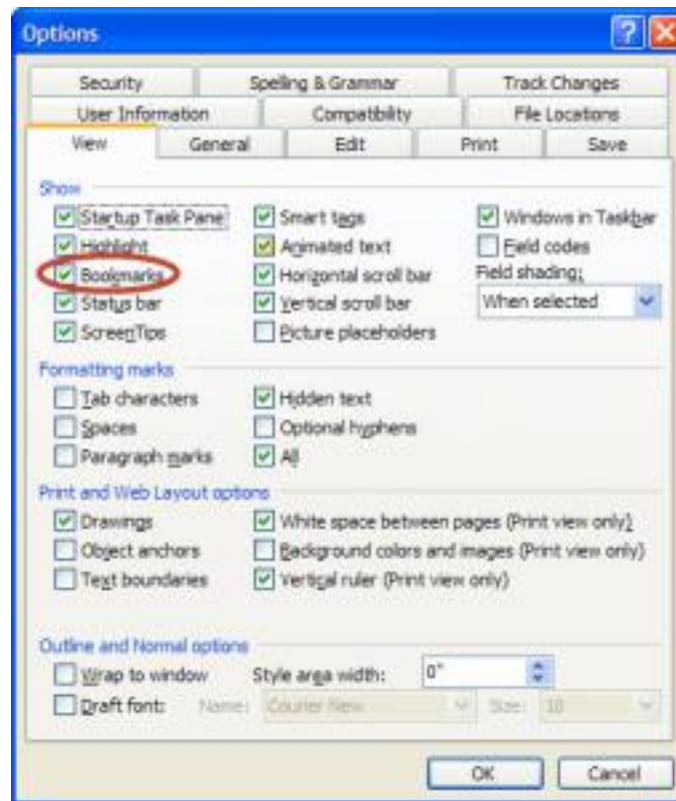 Options
Security Spelling & Grammar Track Changes
User Information Compatibility File Locations
View General Edit Print Save
Show
Startup Task Pane Smart tags Windows in Taskbar
Highlight Animated text Field codes
Bookmarks Horizontal scroll bar Field shading:
Status bar Vertical scroll bar When selected
ScreenTips Picture placeholders
Formatting marks
Tab characters Hidden text
Spaces Optional hyphens
Paragraph marks All
Print and Web Layout options
Drawings White space between pages (Print view only)
Object anchors Background colors and images (Print view only)
Text boundaries Vertical ruler (Print view only)
Outline and Normal options
Wrap to window Style area width: 0"
Draft font: Name: Courier New Size: 10
OK Cancel